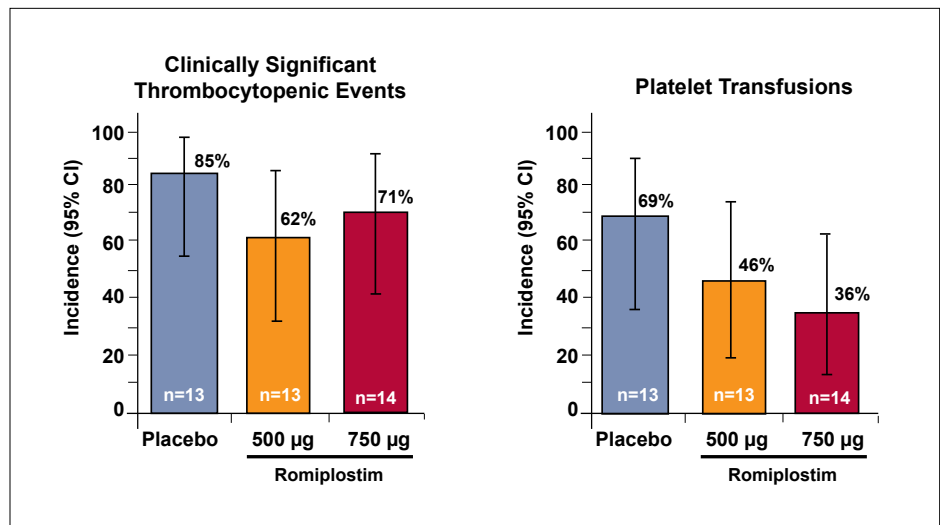 Clinically Significant
Thrombocytopenic Events
Incidence (95% CI)
100
80
60
40
20
0
85%
62%
71%
n=13
n=13
n=14
Placebo
500 µg
750 µg
Romiplostim
Platelet Transfusions
Incidence (95% CI)
100
80
60
40
20
0
69%
46%
36%
n=13
n=13
n=14
Placebo
500 µg
750 µg
Romiplostim